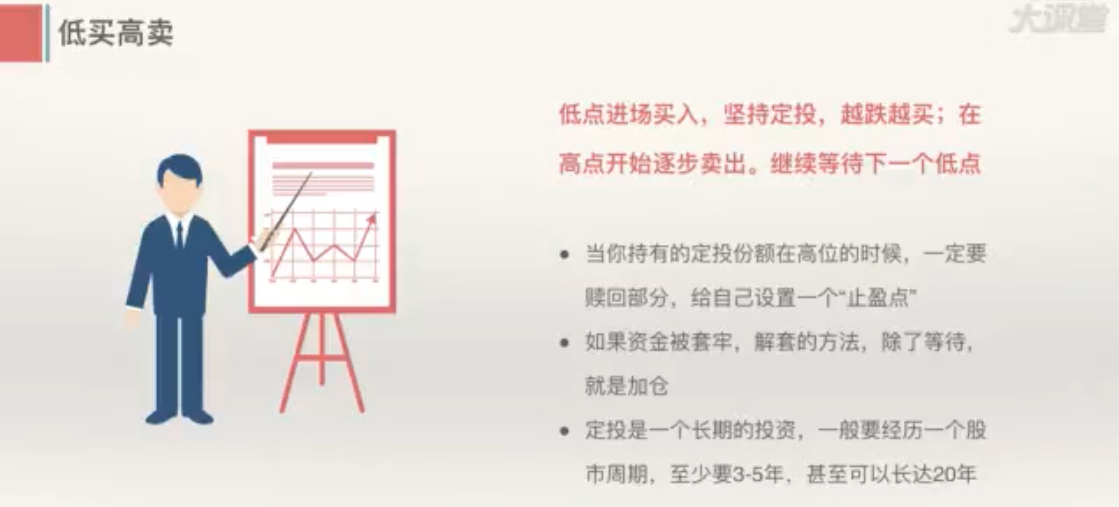 低买高卖
大课堂
低点进场买入，坚持定投，越跌越买；在
高点开始逐步卖出。继续等待下一个低点
● 当你持有的定投份额在高位的时候，一定要
赎回部分，给自己设置一个“止盈点”
● 如果资金被套牢，解套的方法，除了等待，
就是加仓
● 定投是一个长期的投资，一般要经历一个股
市周期，至少要3-5年，甚至可以长达20年